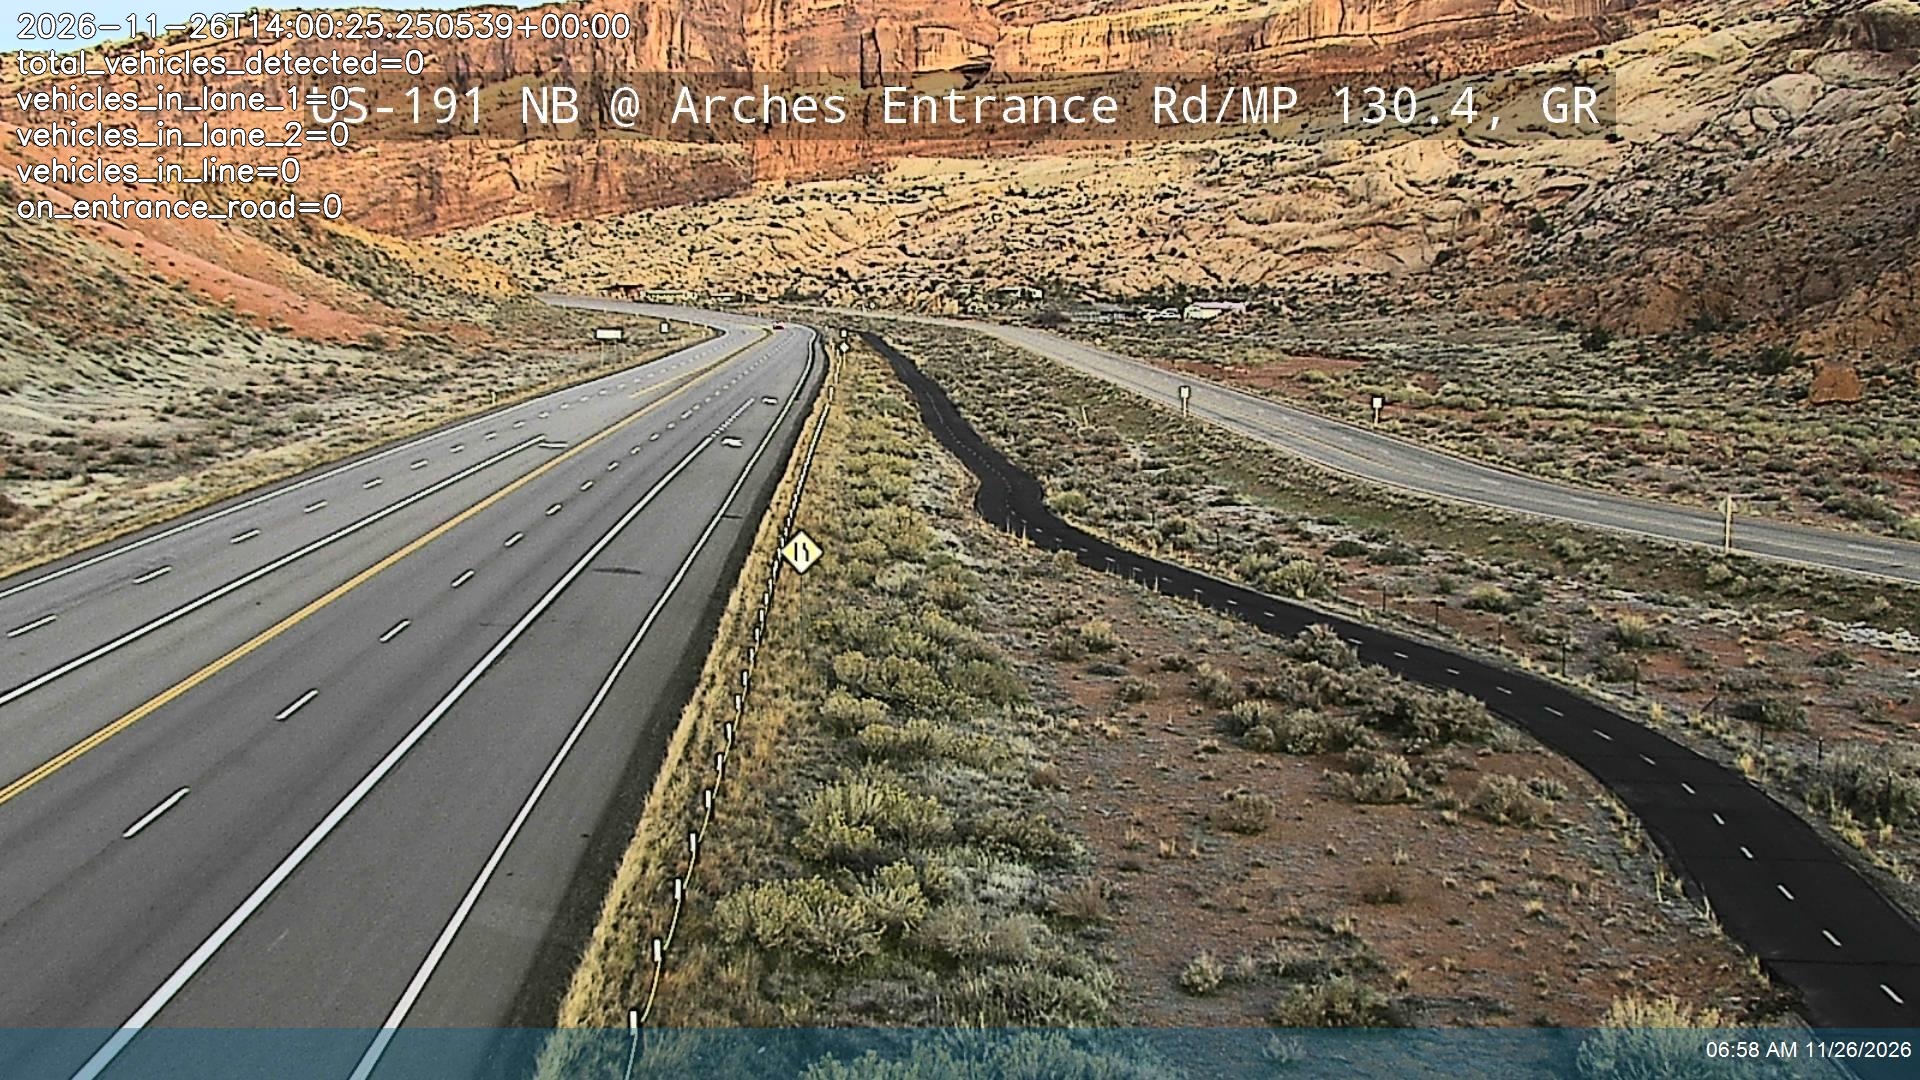 2026-11-26T14:00:25.250539+00:00
total_vehicles_detected=0
vehicles_in_lane_1=0
US-191 NB @ Arches Entrance Rd/MP 130.4, GR
vehicles_in_lane_2=0
vehicles_in_line=0
on_entrance_road=0
06:58 AM 11/26/2026